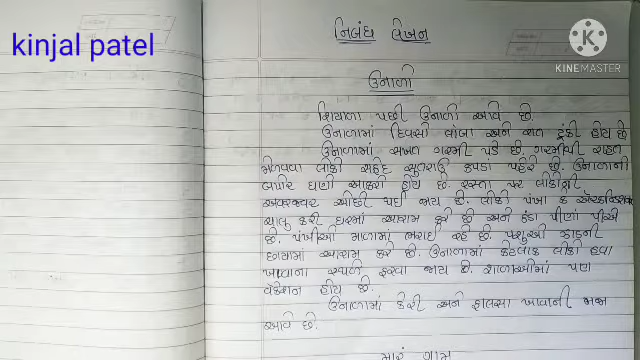 kinjal patel
KINEMASTER
નિબંધ લેખન
ઉનાળો
શિયાળા પછી ઉનાળો આવે છે.
ઉનાળામાં દિવસો લાંબા અને રાત ટુંકી હોય છે
ઉનાળામાં સખત ગરમી પડે છે ગરમીથી રાહત
મેળવવા લોકો સફેદ સુતરાઉ કપડાં પહેરે છે. ઉનાળાની
બપોર ઘણી આકરી હોય છે. રસ્તા પર લોકોની
અવરજવર ઓછી થઈ જાય છે. લોકો પંખા કે
ચાલુ કરી ઘરમાં આરામ કરે છે અને ઠંડા પીણાં પીએ
છે. પંખીઓ માળામાં ભરાઈ રહે છે. પશુઓ ઝાડની
છાયામાં આરામ કરે છે. ઉનાળામાં કેટલાક લોકો હવા
ખાવાના સ્થળે ફરવા જાય છે. શાળાઓમાં પણ
વેકેશન હોય છે.
ઉનાળામાં કેરી અને ફાલસા ખાવાની મજા
આવે છે.
મારું ગામ